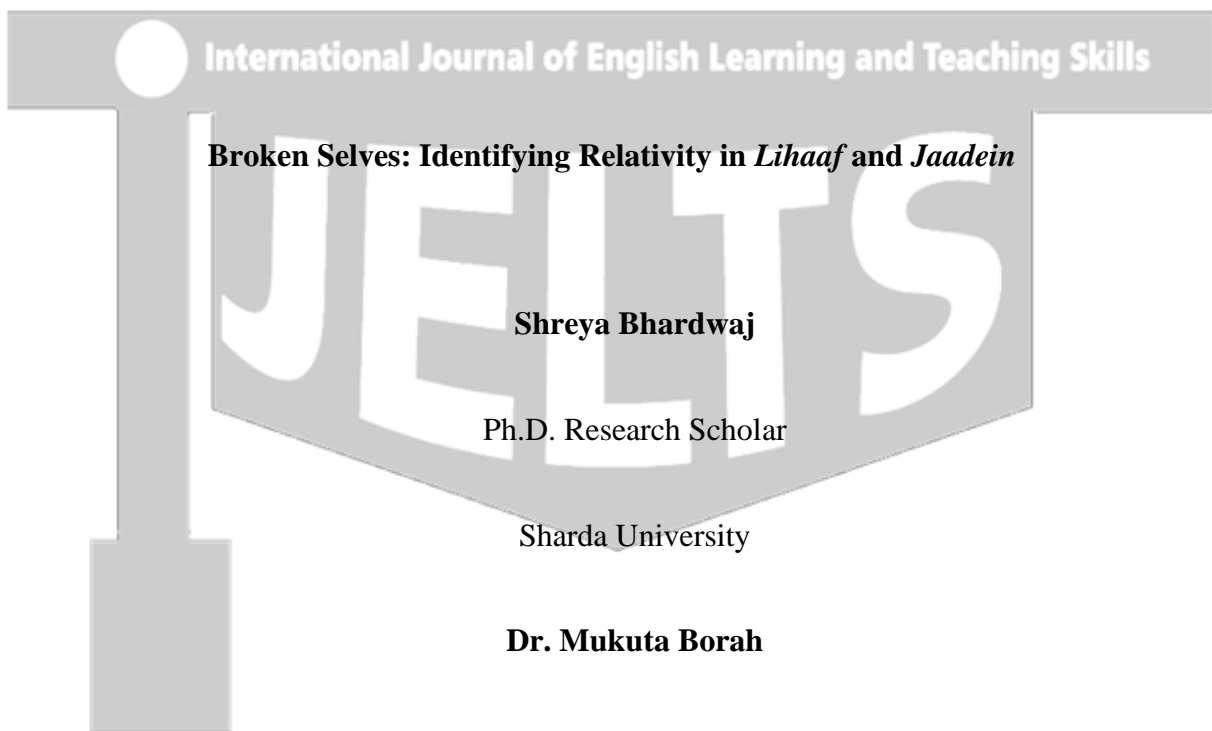 International Journal of English Learning and Teaching Skills
Broken Selves: Identifying Relativity in Lihaaf and Jaadein
IJELTS
Shreya Bhardwaj
Ph.D. Research Scholar
Sharda University
Dr. Mukuta Borah